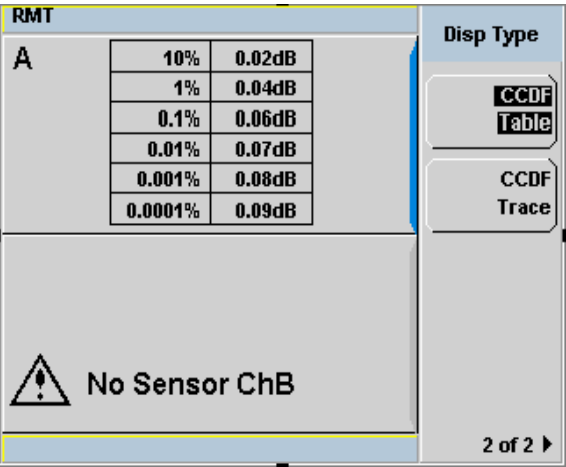 RMT
Disp Type
A
10% 0.02dB
1% 0.04dB
0.1% 0.06dB
0.01% 0.07dB
0.001% 0.08dB
0.0001% 0.09dB
CCDF
Table
CCDF
Trace
No Sensor ChB
2 of 2